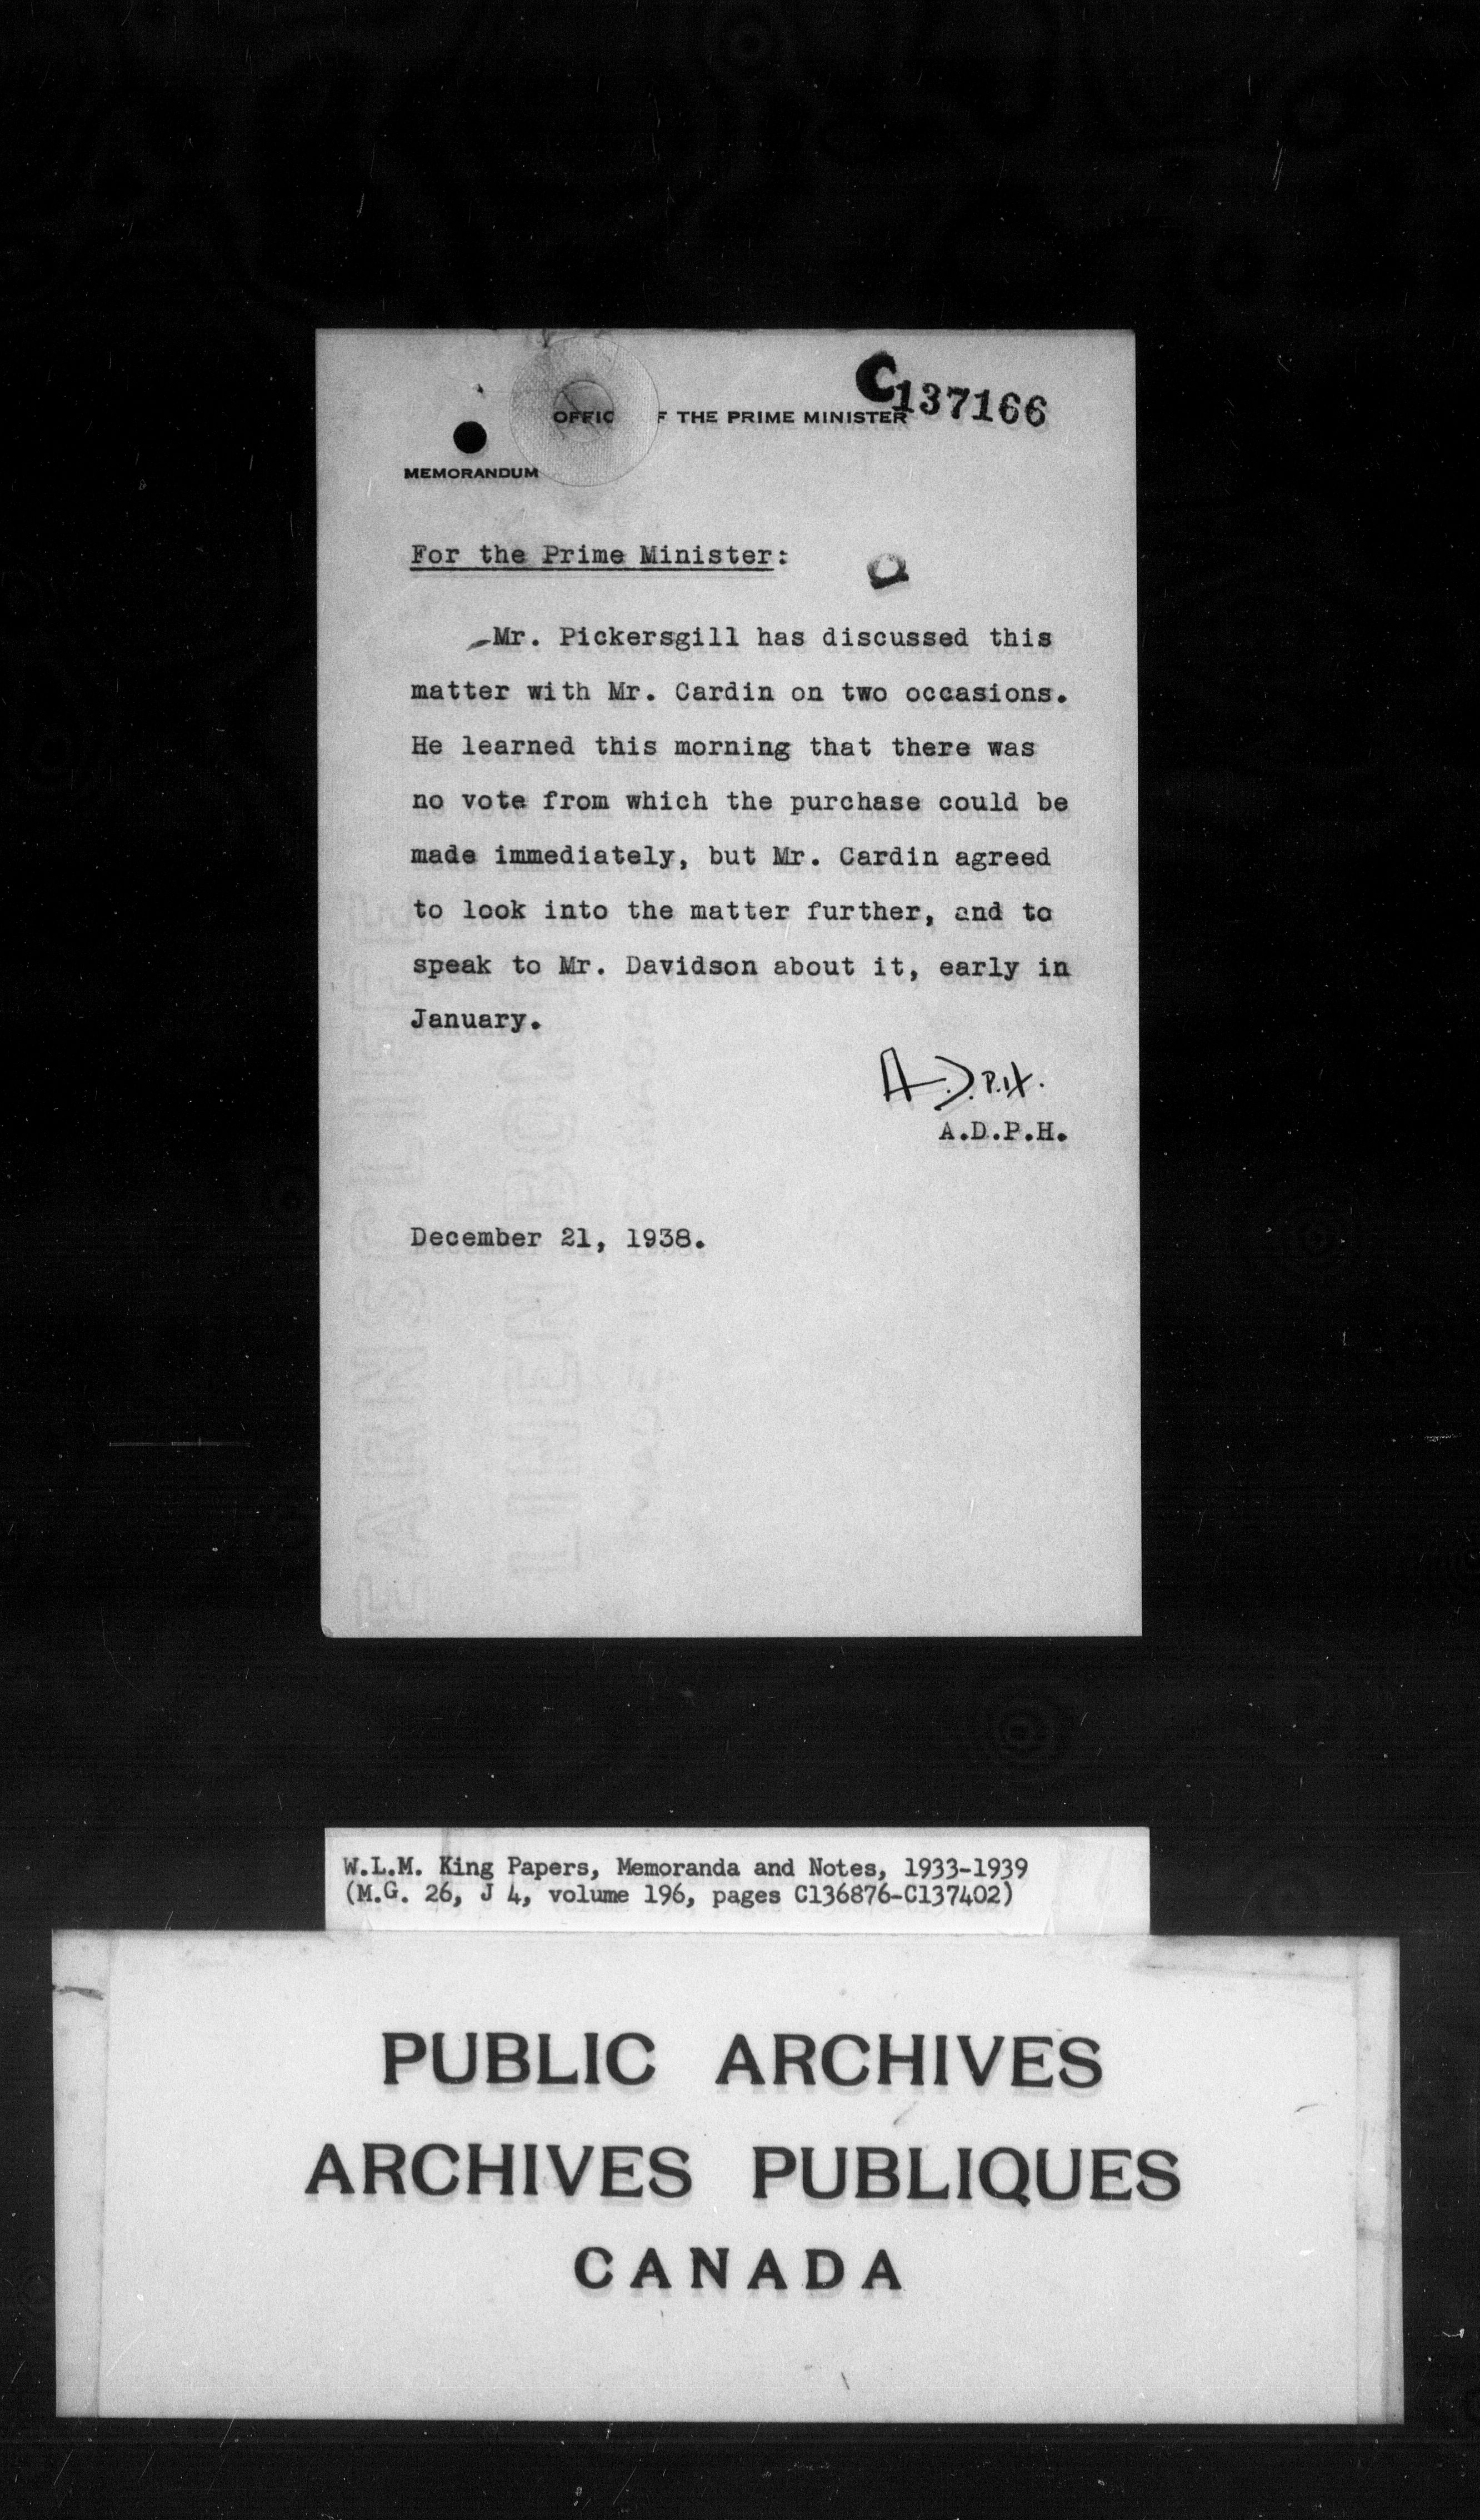 C137166
OFFIC F THE PRIME MINISTER
MEMORANDUM
For the Prime Minister:
Mr. Pickersgill has discussed this
matter with Mr. Cardin on two occasions.
He learned this morning that there was
no vote from which the purchase could be
made immediately, but Mr. Cardin agreed
to look into the matter further, and to
speak to Mr. Davidson about it, early in
January.
A.D.P.H.
A.D.P.H.
December 21, 1938.
W.L.M. King Papers, Memoranda and Notes, 1933-1939
(M.G. 26, J 4, volume 196, pages C136876-C137402)
PUBLIC ARCHIVES
ARCHIVES PUBLIQUES
CANADA